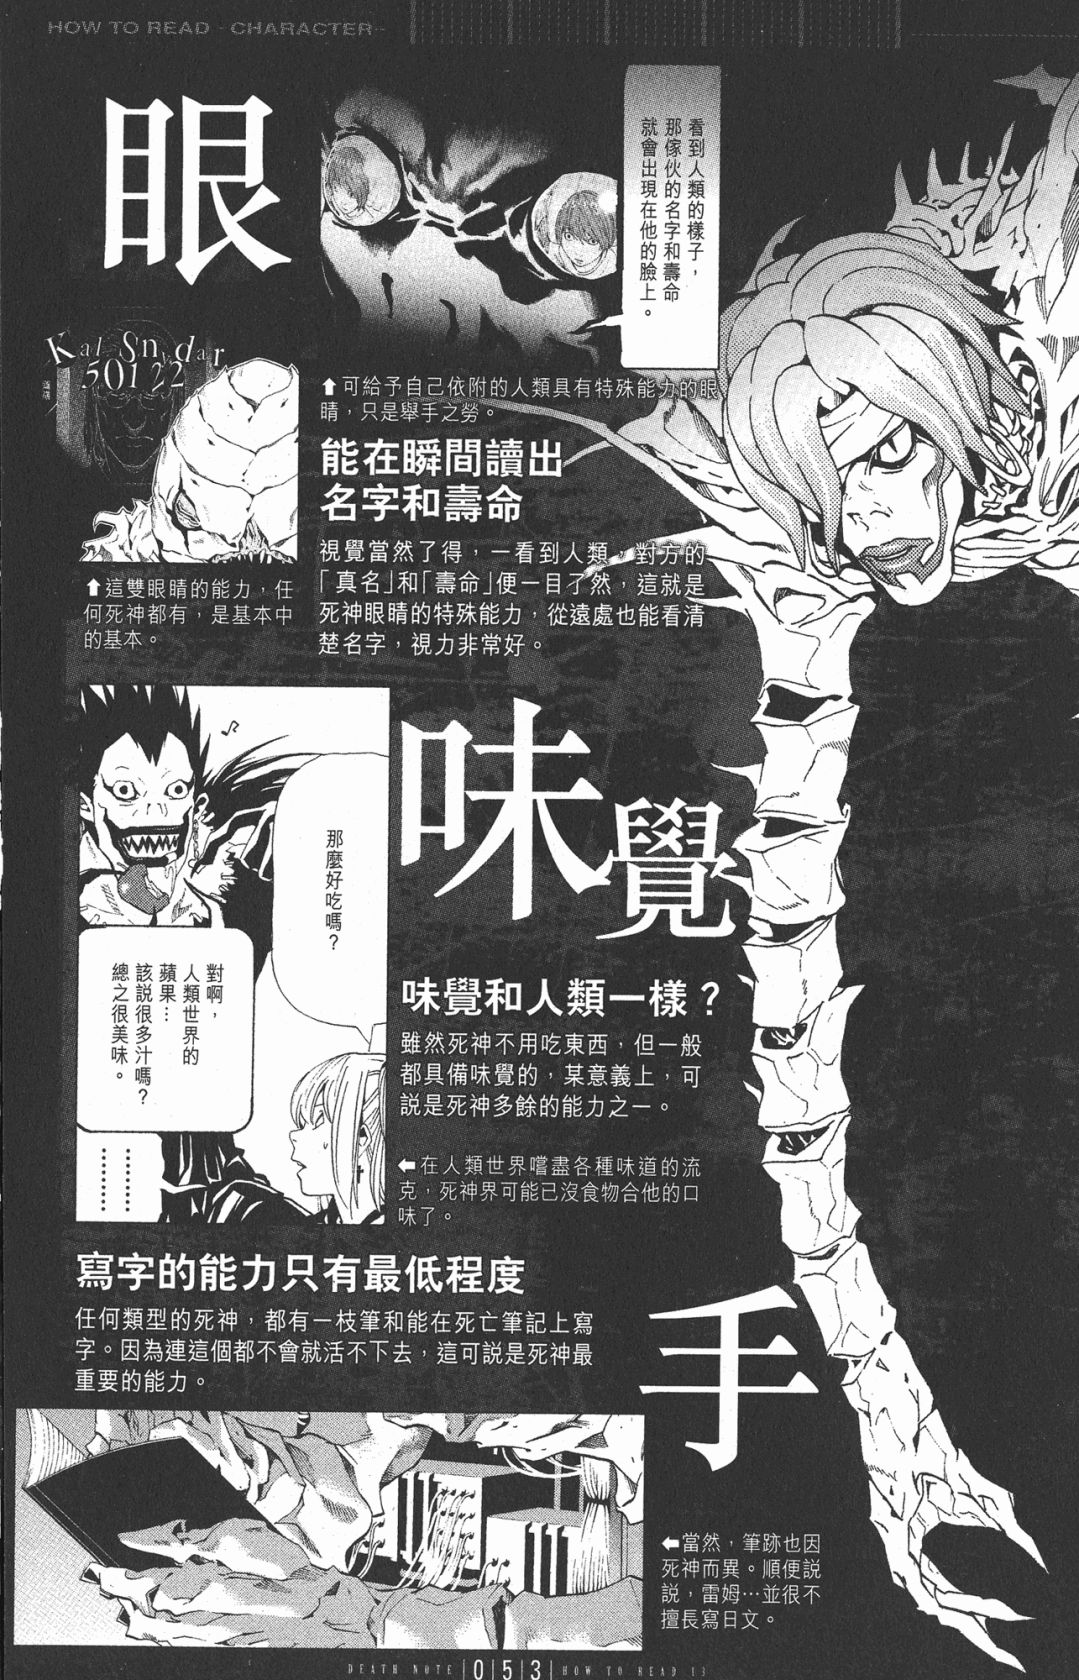 HOW TO READ - CHARACTER-
眼
看到人類的樣子，
那傢伙的名字和壽命
就會出現在他的臉上。
Kal Snydar
50122
⬆可給予自己依附的人類具有特殊能力的眼
睛，只是舉手之勞。
能在瞬間讀出
名字和壽命
視覺當然了得，一看到人類，對方的
「真名」和「壽命」便一目了然，這就是
死神眼睛的特殊能力，從遠處也能看清
楚名字，視力非常好。
⬆這雙眼睛的能力，任
何死神都有，是基本中
的基本。
味覺
♪
那麼好吃嗎？
對啊，
人類世界的
蘋果…
該說很多汁嗎？
總之很美味。
…………
…………
味覺和人類一樣？
雖然死神不用吃東西，但一般
都具備味覺的，某意義上，可
說是死神多餘的能力之一。
⬅在人類世界嚐盡各種味道的流
克，死神界可能已沒食物合他的口
味了。
手
寫字的能力只有最低程度
任何類型的死神，都有一枝筆和能在死亡筆記上寫
字。因為連這個都不會就活不下去，這可說是死神最
重要的能力。
⬅當然，筆跡也因
死神而異。順便說
說，雷姆…並很不
擅長寫日文。
DEATH NOTE |0|5|3| HOW TO READ 13